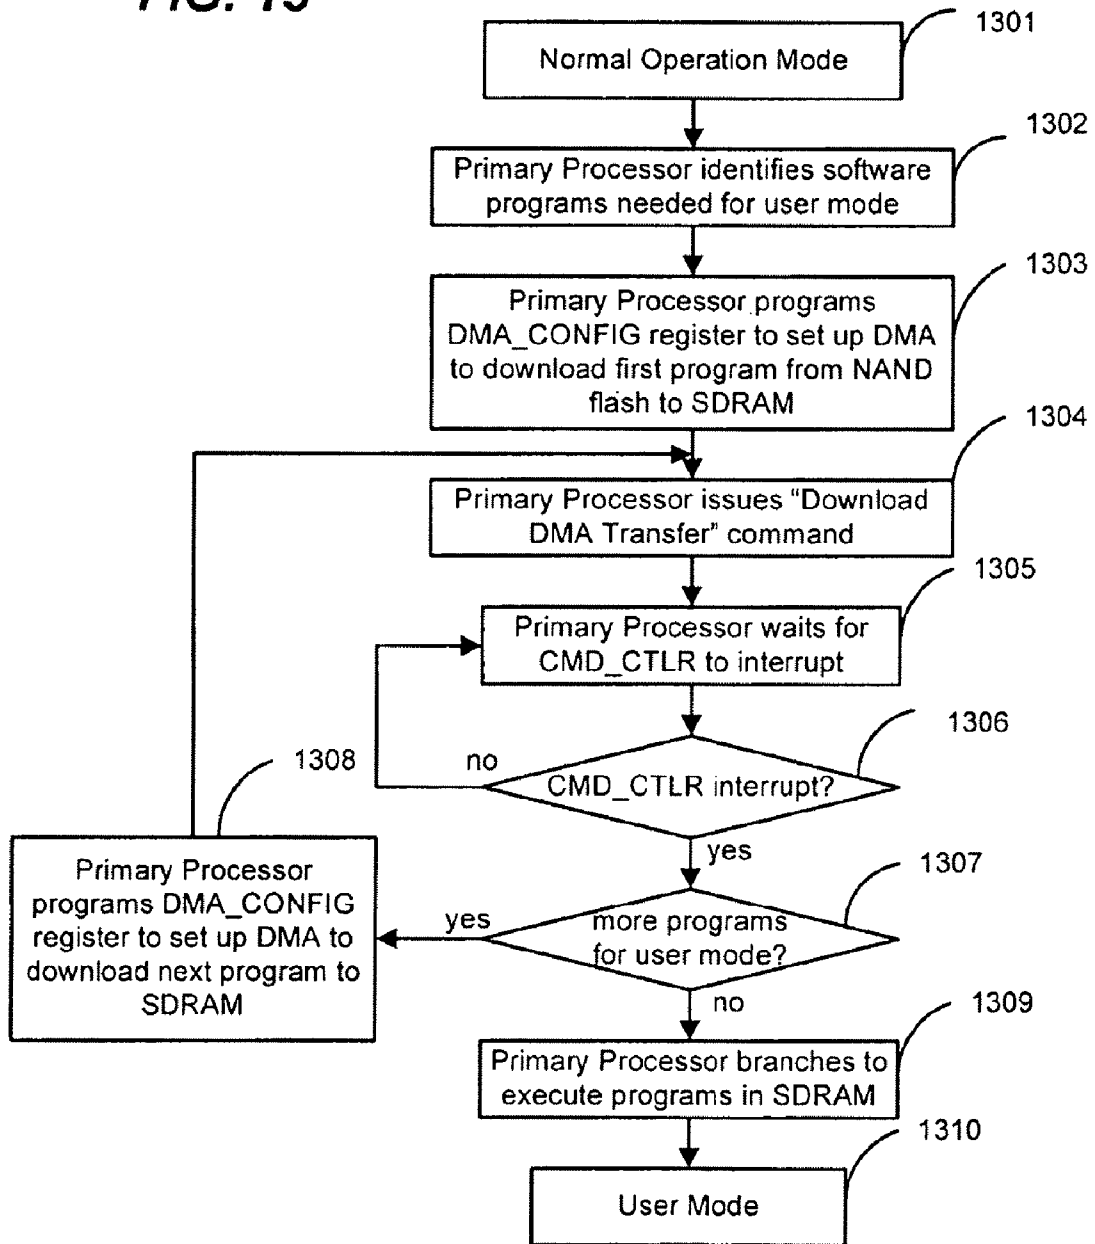 FIG. 13
1301
Normal Operation Mode
1302
Primary Processor identifies software
programs needed for user mode
1303
Primary Processor programs
DMA_CONFIG register to set up DMA
to download first program from NAND
flash to SDRAM
1304
Primary Processor issues “Download
DMA Transfer” command
1305
Primary Processor waits for
CMD_CTLR to interrupt
1306
no
CMD_CTLR interrupt?
yes
1307
more programs
for user mode?
yes
1308
Primary Processor
programs DMA_CONFIG
register to set up DMA to
download next program to
SDRAM
no
1309
Primary Processor branches to
execute programs in SDRAM
1310
User Mode